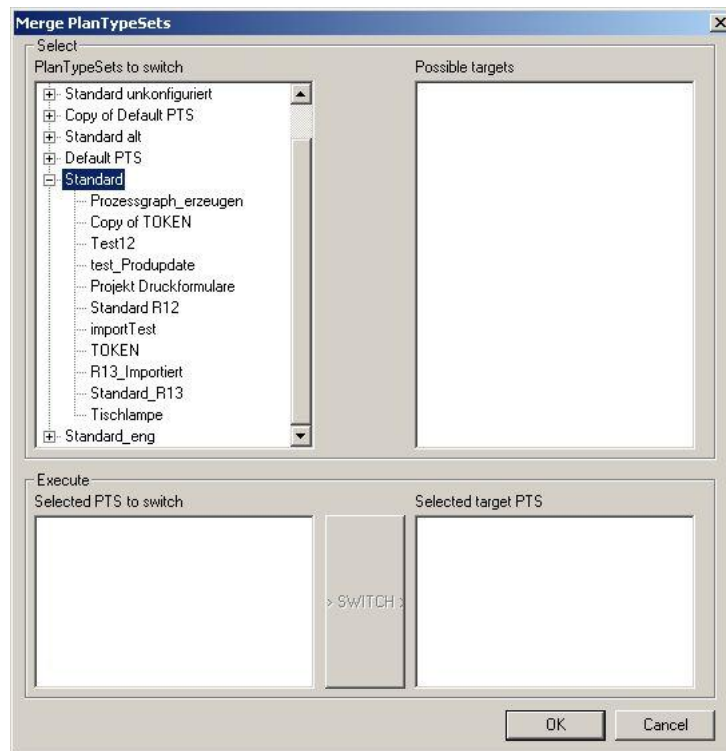 Merge PlanTypeSets
Select
PlanTypeSets to switch
Possible targets
Standard unkonfiguriert
Copy of Default PTS
Standard alt
Default PTS
Standard
Prozessgraph_erzeugen
Copy of TOKEN
Test12
test_Produpdate
Projekt Druckformulare
Standard R12
importTest
TOKEN
R13_Importiert
Standard_R13
Tischlampe
Standard_eng
Execute
Selected PTS to switch
Selected target PTS
> SWITCH >
OK
Cancel